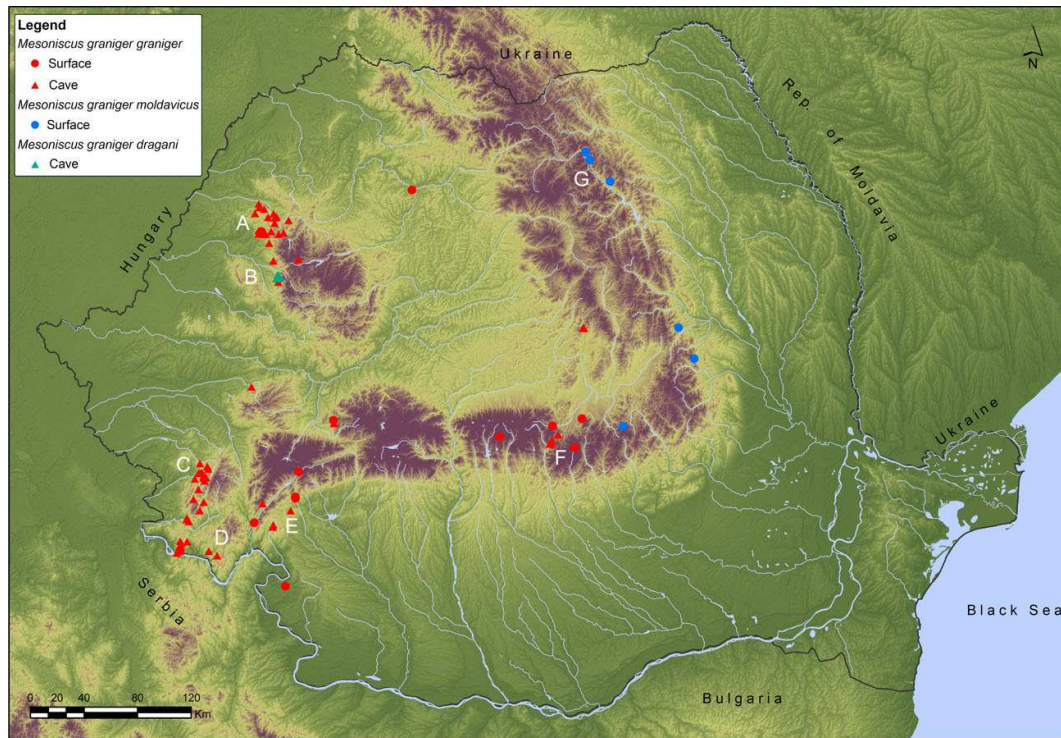 Legend
Mesoniscus graniger graniger
Surface
Cave
Mesoniscus graniger moldavicus
Surface
Mesoniscus graniger dragani
Cave
Ukraine
N
Rep. of Moldavia
Hungary
G
A
B
C
D
E
F
Ukraine
Serbia
Black Sea
Bulgaria
0 20 40 80 120
Km